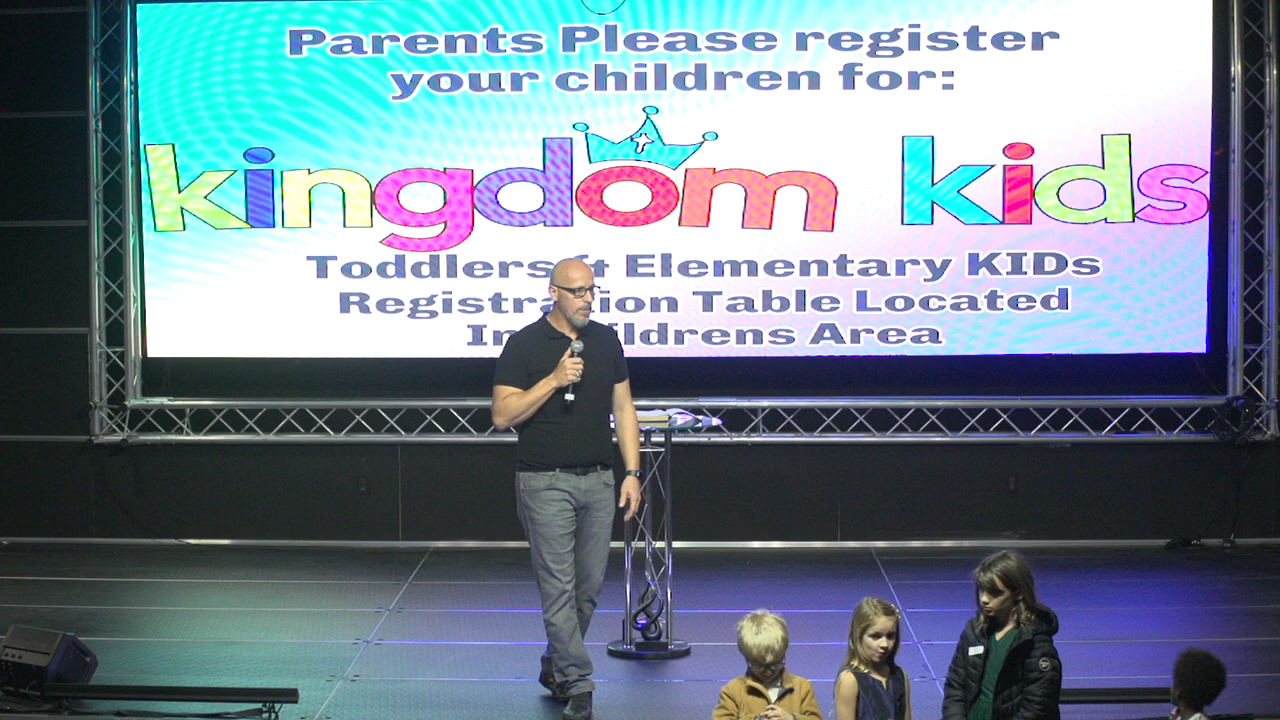 Parents Please register
your children for:
kingdom kids
Toddlers & Elementary KIDs
Table Located
Area